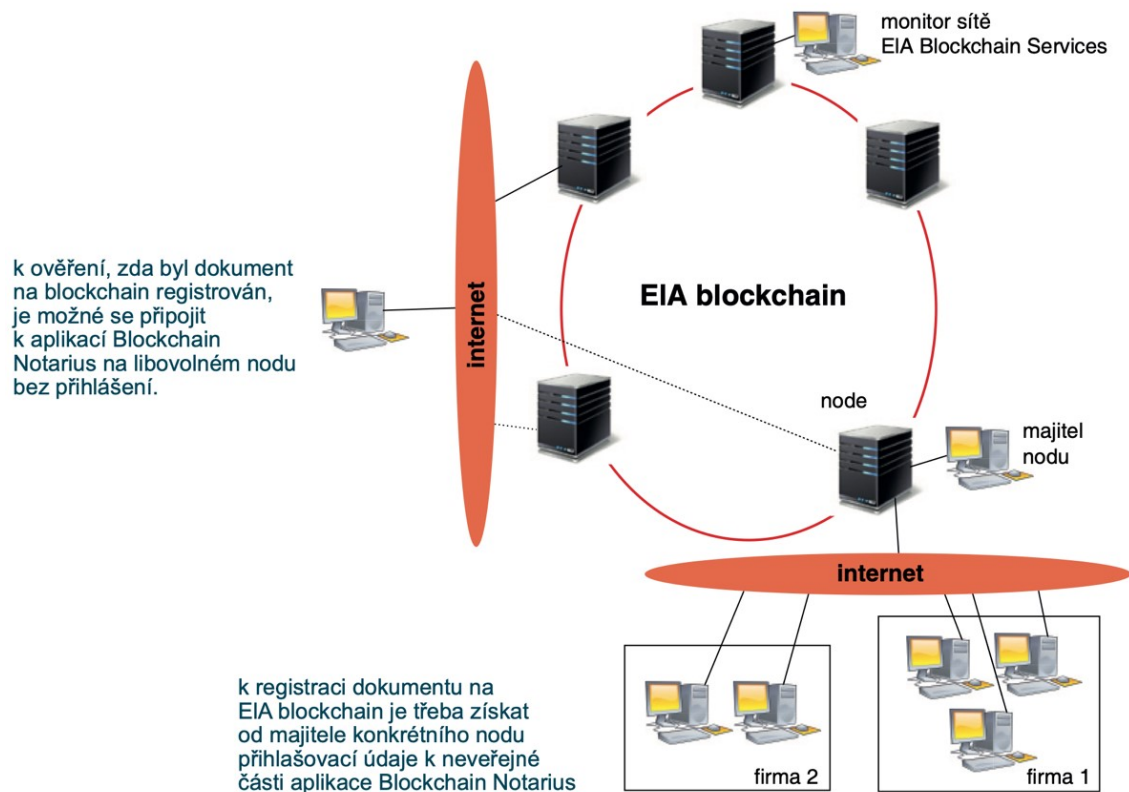 monitor sítě
EIA Blockchain Services
k ověření, zda byl dokument
na blockchain registrován,
je možné se připojit
k aplikací Blockchain
Notarius na libovolném nodu
bez přihlášení.
internet
EIA blockchain
node
majitel
nodu
internet
k registraci dokumentu na
EIA blockchain je třeba získat
od majitele konkrétního nodu
přihlašovací údaje k neveřejné
části aplikace Blockchain Notarius
firma 2
firma 1